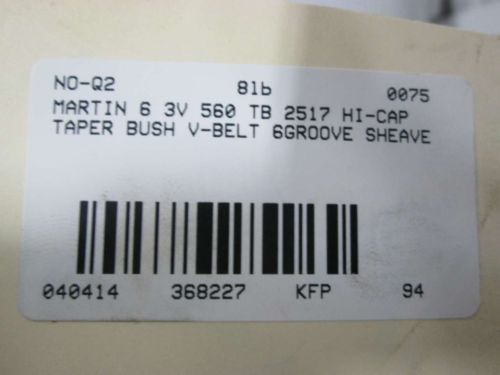 NO-Q2 81b 0075
MARTIN 6 3V 560 TB 2517 HI-CAP
TAPER BUSH V-BELT 6GROOVE SHEAVE
040414 368227 KFP 94